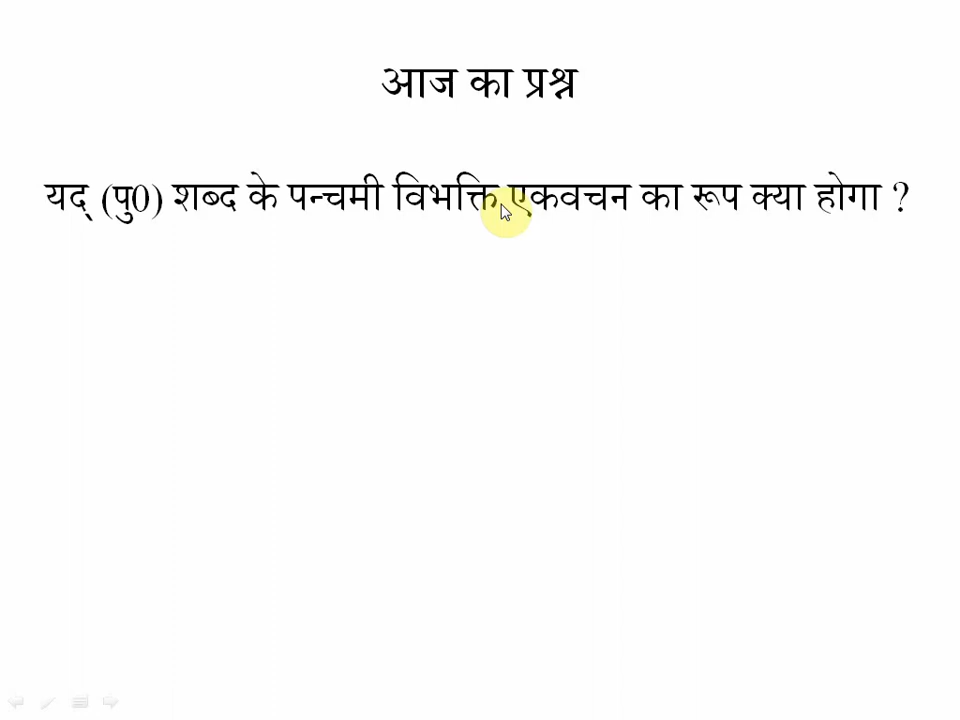 आज का प्रश्न
यद् (पु0) शब्द के पन्चमी विभक्ति एकवचन का रूप क्या होगा ?